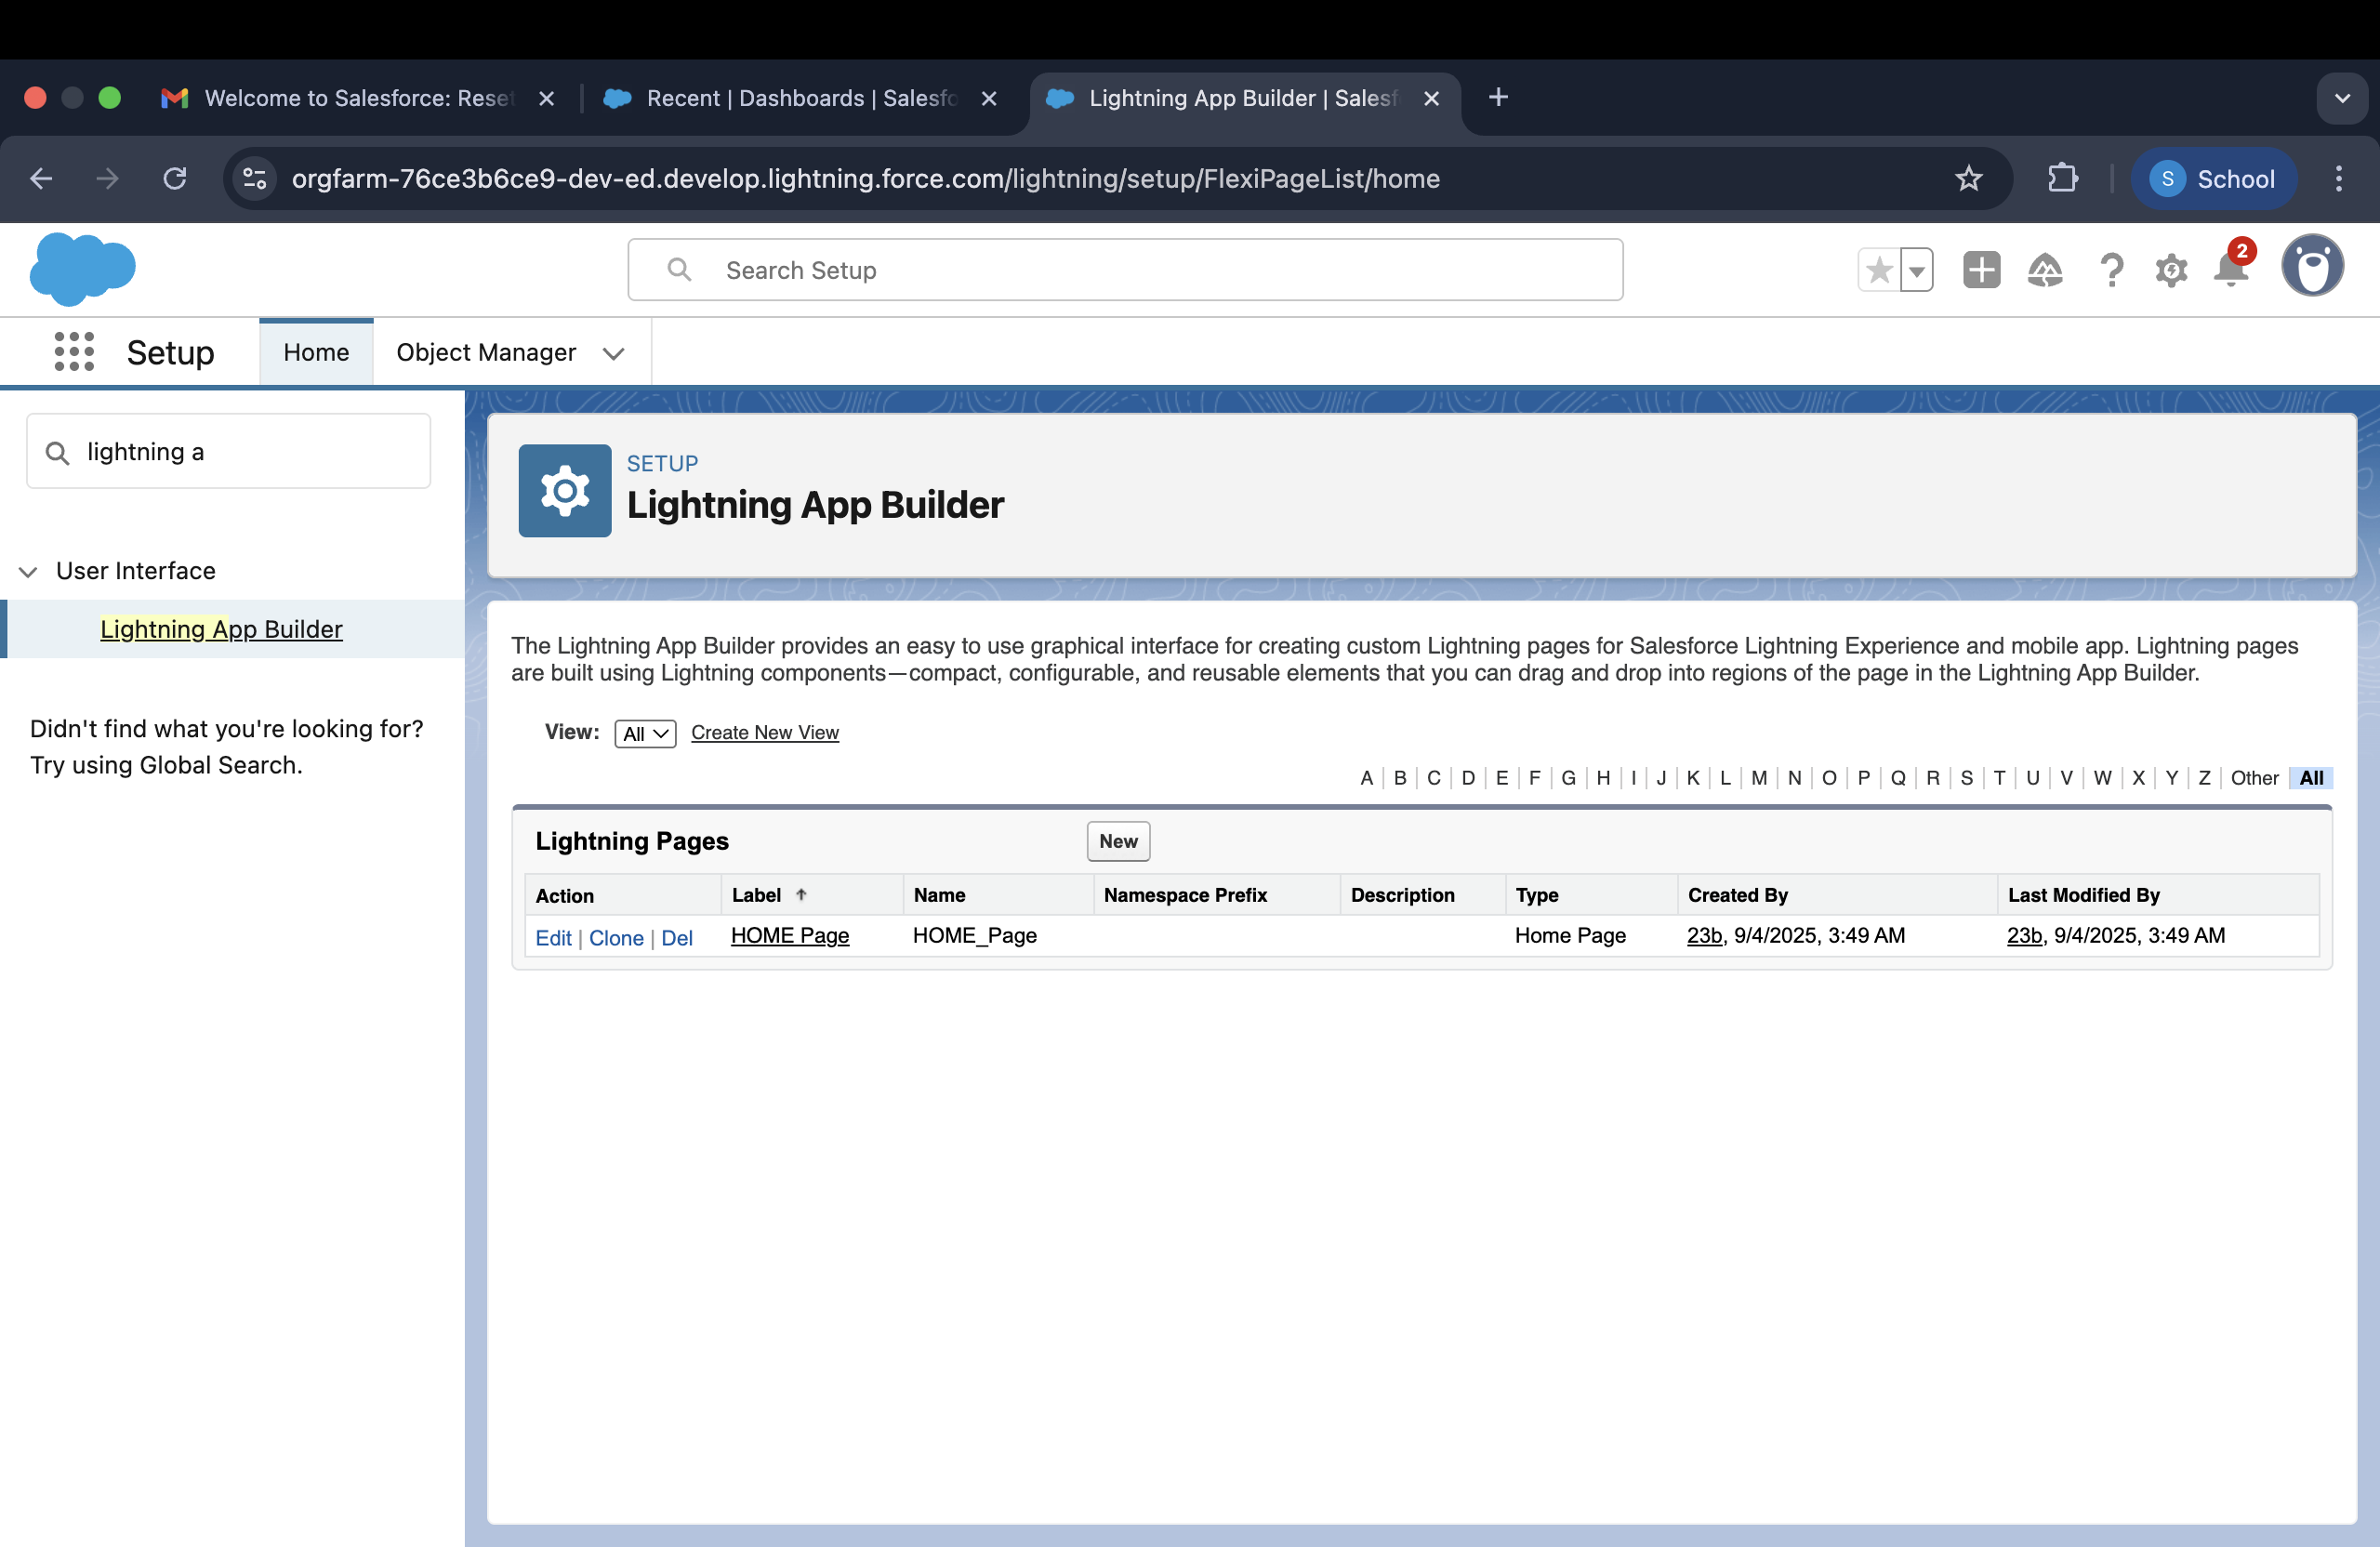 Welcome to Salesforce: Reset
Recent | Dashboards | Salesfo
Lightning App Builder | Salesf
orgfarm-76ce3b6ce9-dev-ed.develop.lightning.force.com/lightning/setup/FlexiPageList/home
S School
Search Setup
2
Setup
Home
Object Manager
lightning a
User Interface
Lightning App Builder
Didn't find what you're looking for?
Try using Global Search.
SETUP
Lightning App Builder
The Lightning App Builder provides an easy to use graphical interface for creating custom Lightning pages for Salesforce Lightning Experience and mobile app. Lightning pages
are built using Lightning components—compact, configurable, and reusable elements that you can drag and drop into regions of the page in the Lightning App Builder.
View: All Create New View
A | B | C | D | E | F | G | H | I | J | K | L | M | N | O | P | Q | R | S | T | U | V | W | X | Y | Z | Other | All
Lightning Pages New
Action Label Name Namespace Prefix Description Type Created By Last Modified By
Edit | Clone | Del HOME Page HOME_Page Home Page 23b, 9/4/2025, 3:49 AM 23b, 9/4/2025, 3:49 AM